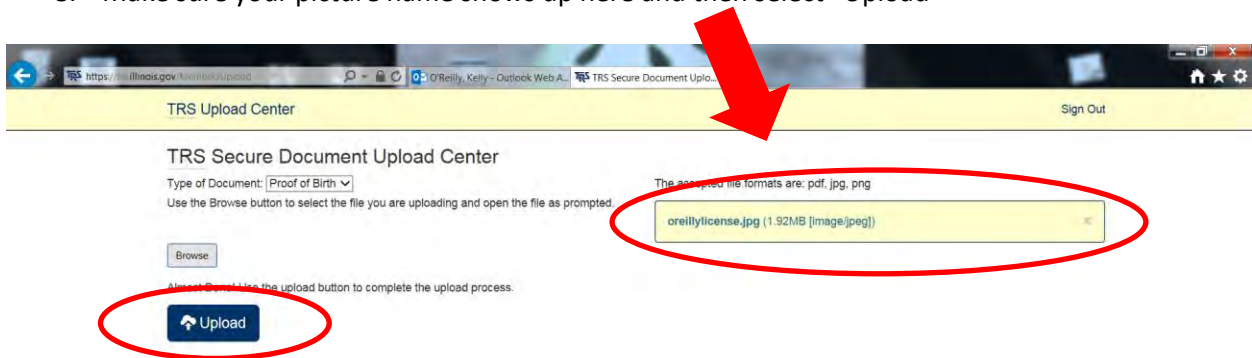 make sure your picture name shows up here and then select "Upload"
https:// illinois.gov
O'Reilly, Kelly - Outlook Web A...
TRS Secure Document Uplo...
TRS Upload Center
Sign Out
TRS Secure Document Upload Center
Type of Document: Proof of Birth
The accepted file formats are: pdf, jpg, png
Use the Browse button to select the file you are uploading and open the file as prompted.
oreillylicense.jpg (1.92MB [image/jpeg])
Browse
Almost Done! Use the upload button to complete the upload process.
Upload